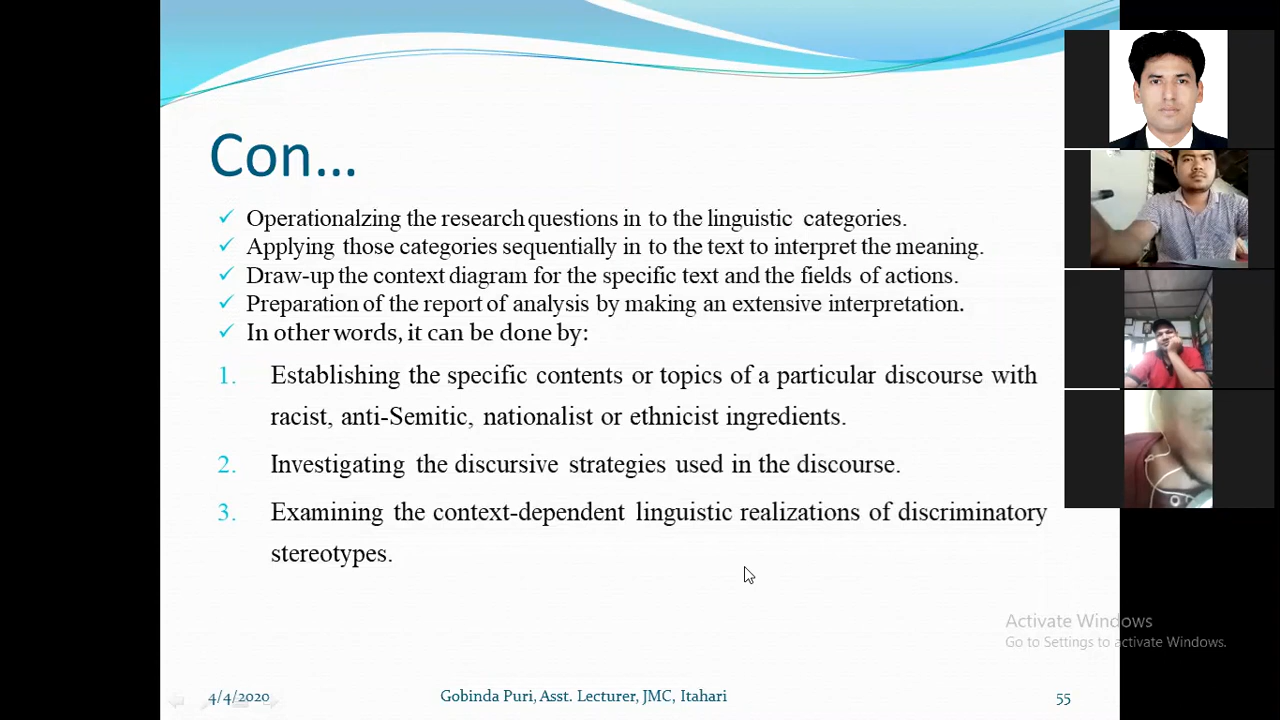 Con...
Operationalzing the research questions in to the linguistic categories.
Applying those categories sequentially in to the text to interpret the meaning.
Draw-up the context diagram for the specific text and the fields of actions.
Preparation of the report of analysis by making an extensive interpretation.
In other words, it can be done by:
1. Establishing the specific contents or topics of a particular discourse with
racist, anti-Semitic, nationalist or ethnicist ingredients.
2. Investigating the discursive strategies used in the discourse.
3. Examining the context-dependent linguistic realizations of discriminatory
stereotypes.
Activate Windows
Go to Settings to activate Windows.
4/4/2020
Gobinda Puri, Asst. Lecturer, JMC, Itahari
55